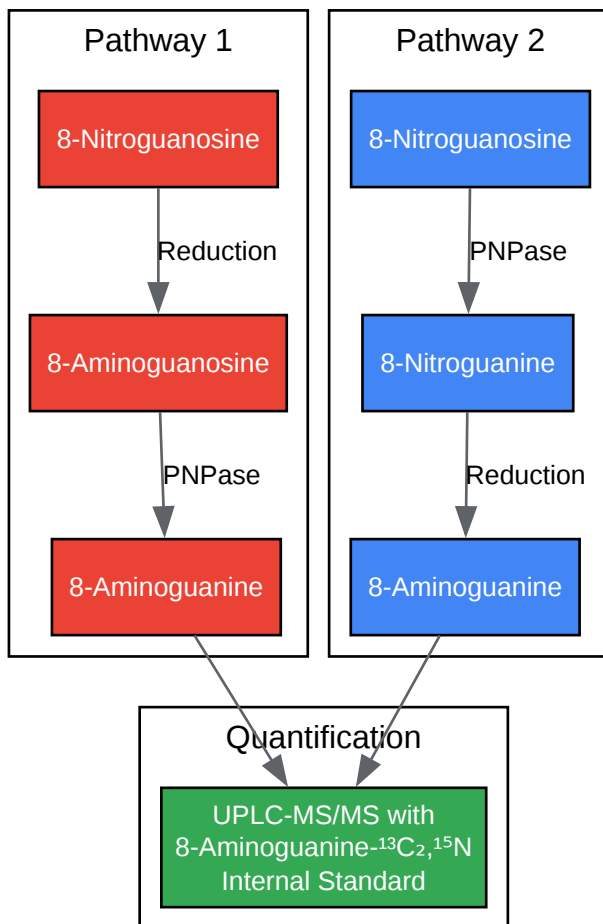 Pathway 1
8-Nitroguanosine
Reduction
8-Aminoguanosine
PNPase
8-Aminoguanine
Pathway 2
8-Nitroguanosine
PNPase
8-Nitroguanine
Reduction
8-Aminoguanine
Quantification
UPLC-MS/MS with
8-Aminoguanine-¹³C₂,¹⁵N
Internal Standard